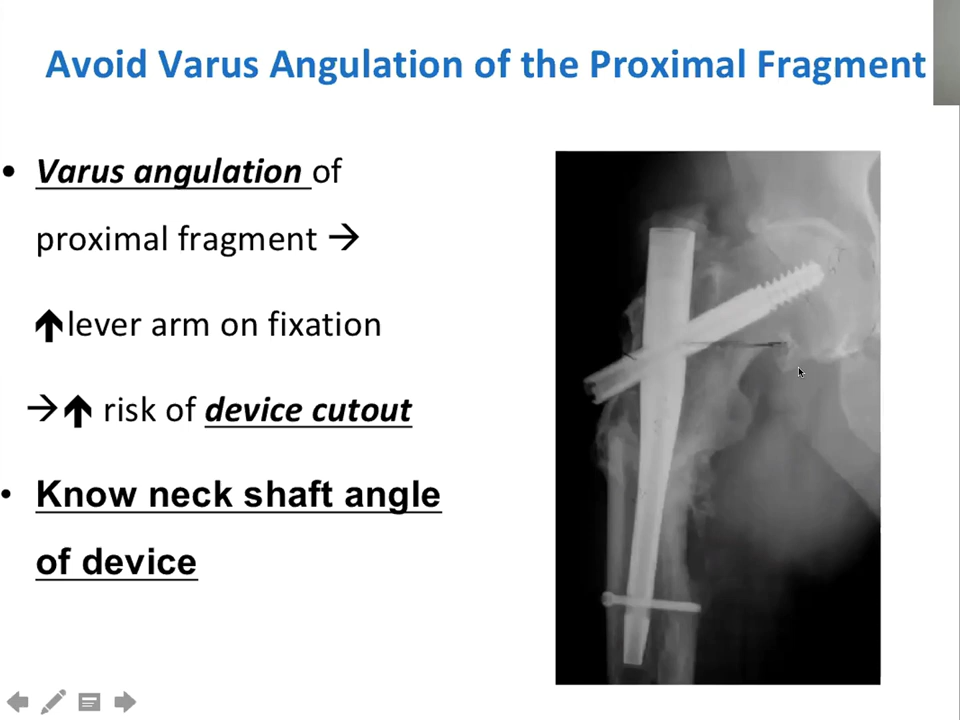 Avoid Varus Angulation of the Proximal Fragment
• Varus angulation of
proximal fragment →
↑lever arm on fixation
→↑ risk of device cutout
• Know neck shaft angle
of device